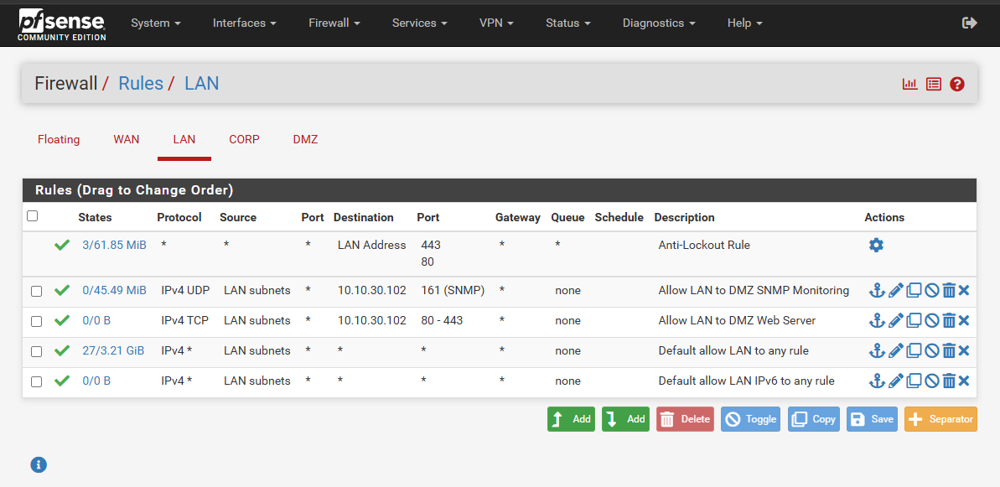 pfsense
COMMUNITY EDITION
System Interfaces Firewall Services VPN Status Diagnostics Help
Firewall / Rules / LAN
Floating WAN LAN CORP DMZ
Rules (Drag to Change Order)
States Protocol Source Port Destination Port Gateway Queue Schedule Description Actions
3/61.85 MiB * * * LAN Address 443 * * Anti-Lockout Rule
80
0/45.49 MiB IPv4 UDP LAN subnets * 10.10.30.102 161 (SNMP) * none Allow LAN to DMZ SNMP Monitoring
0/0 B IPv4 TCP LAN subnets * 10.10.30.102 80 - 443 * none Allow LAN to DMZ Web Server
27/3.21 GiB IPv4 * LAN subnets * * * * none Default allow LAN to any rule
0/0 B IPv4 * LAN subnets * * * * none Default allow LAN IPv6 to any rule
Add Add Delete Toggle Copy Save Separator